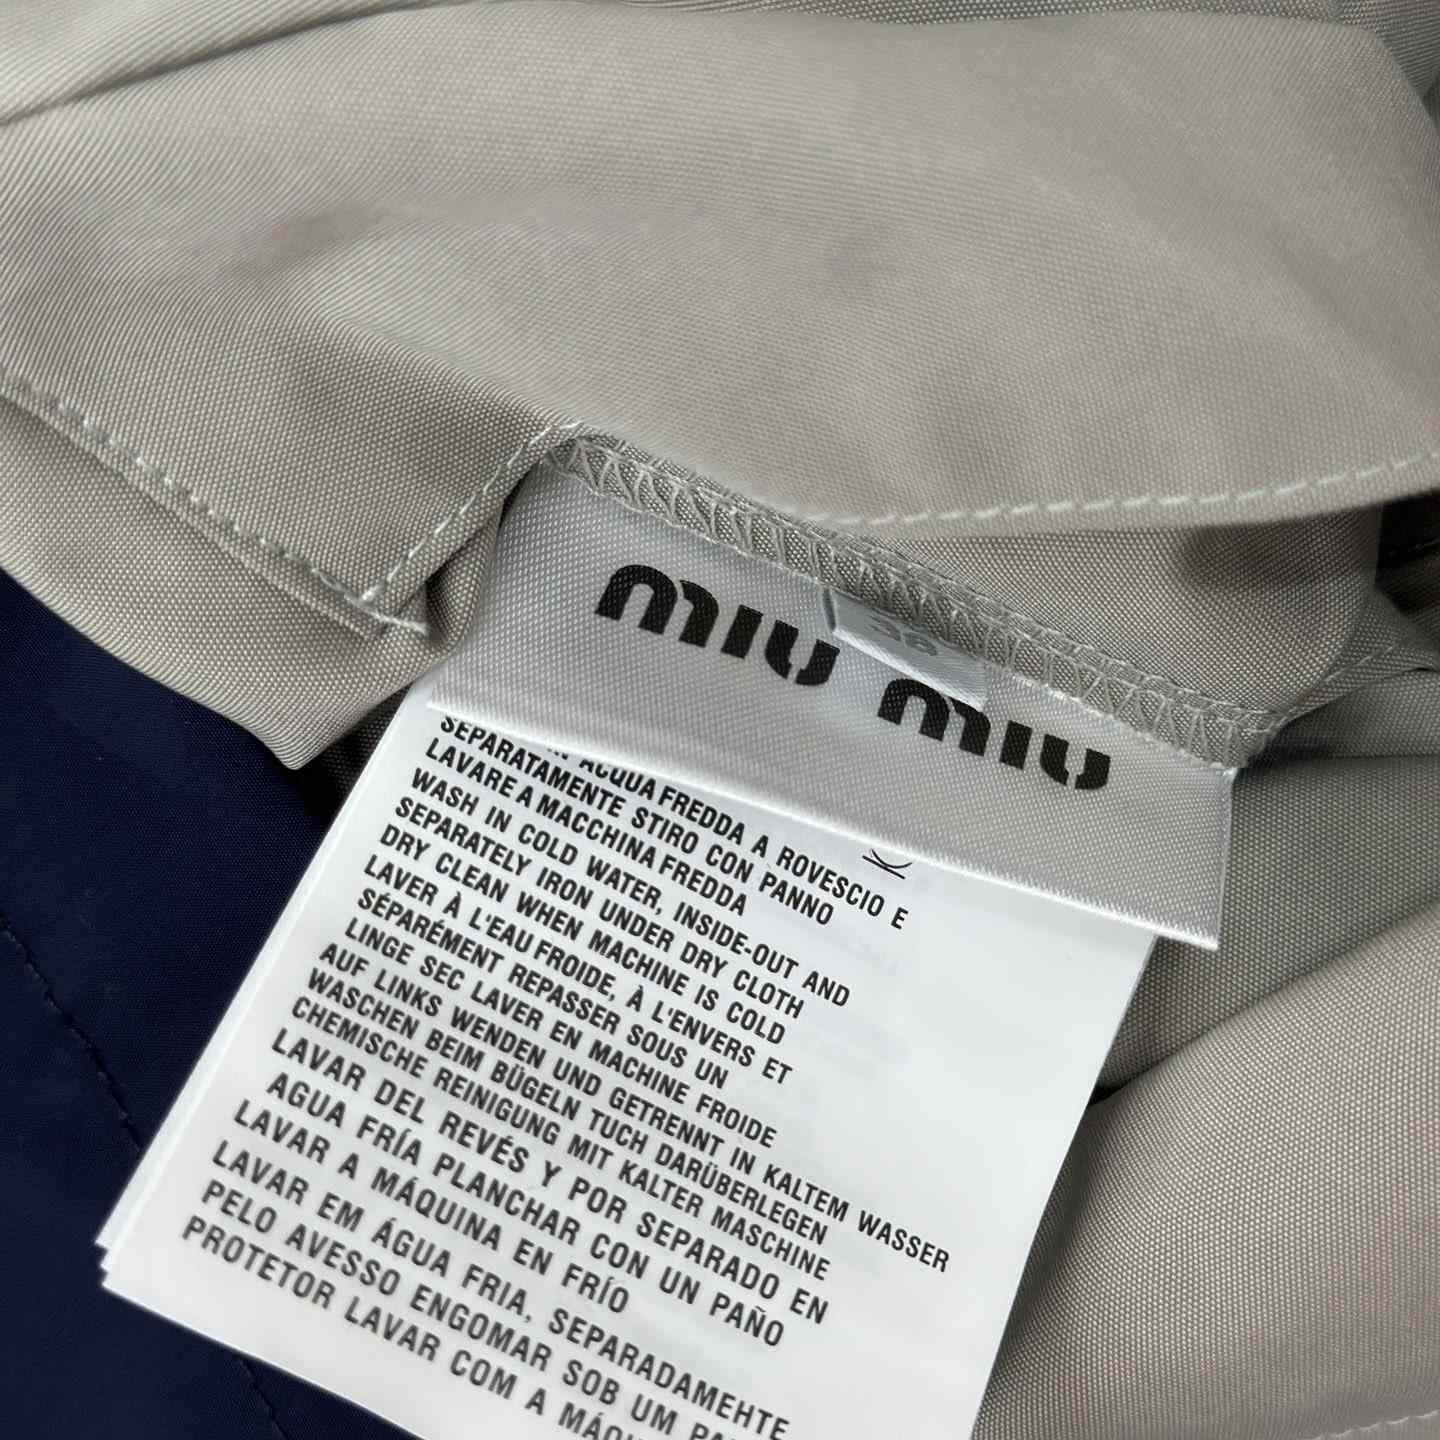 miu miu
36
ACQUA FREDDA A ROVESCIO E
SEPARATAMENTE STIRO CON PANNO
LAVARE A MACCHINA FREDDA
WASH IN COLD WATER, INSIDE-OUT AND
SEPARATELY IRON UNDER DRY CLOTH
DRY CLEAN WHEN MACHINE IS COLD
LAVER À L'EAU FROIDE, À L'ENVERS ET
SÉPARÉMENT REPASSER SOUS UN
LINGE SEC LAVER EN MACHINE FROIDE
AUF LINKS WENDEN UND GETRENNT IN KALTEM WASSER
WASCHEN BEIM BÜGELN TUCH DARÜBERLEGEN
CHEMISCHE REINIGUNG MIT KALTER MASCHINE
LAVAR DEL REVÉS Y POR SEPARADO EN
AGUA FRÍA PLANCHAR CON UN PAÑO
LAVAR A MÁQUINA EN FRÍO
LAVAR EM ÁGUA FRIA, SEPARADAMEHTE
PELO AVESSO ENGOMAR SOB UM
PROTETOR LAVAR COM A